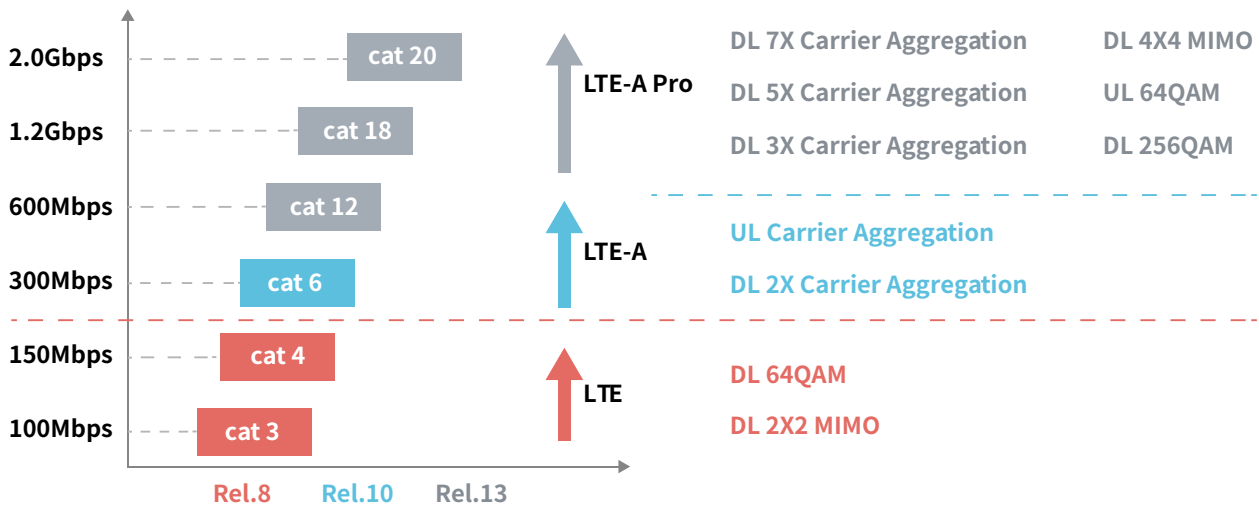 2.0Gbps cat 20 DL 7X Carrier Aggregation DL 4X4 MIMO
LTE-A Pro
DL 5X Carrier Aggregation UL 64QAM
1.2Gbps cat 18 DL 3X Carrier Aggregation DL 256QAM
600Mbps cat 12
UL Carrier Aggregation
LTE-A
300Mbps cat 6 DL 2X Carrier Aggregation
150Mbps cat 4
DL 64QAM
LTE
100Mbps cat 3 DL 2X2 MIMO
Rel.8 Rel.10 Rel.13